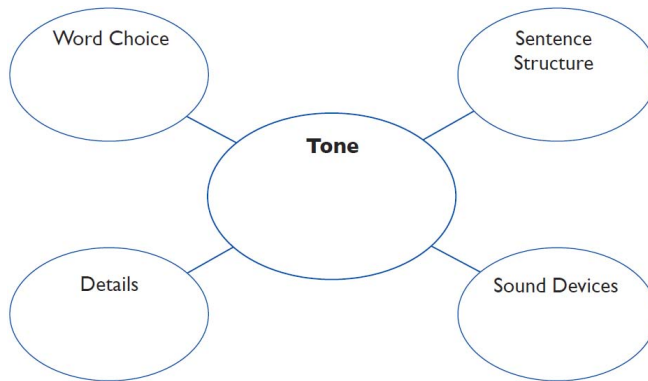 Word Choice
Sentence
Structure
Tone
Details
Sound Devices